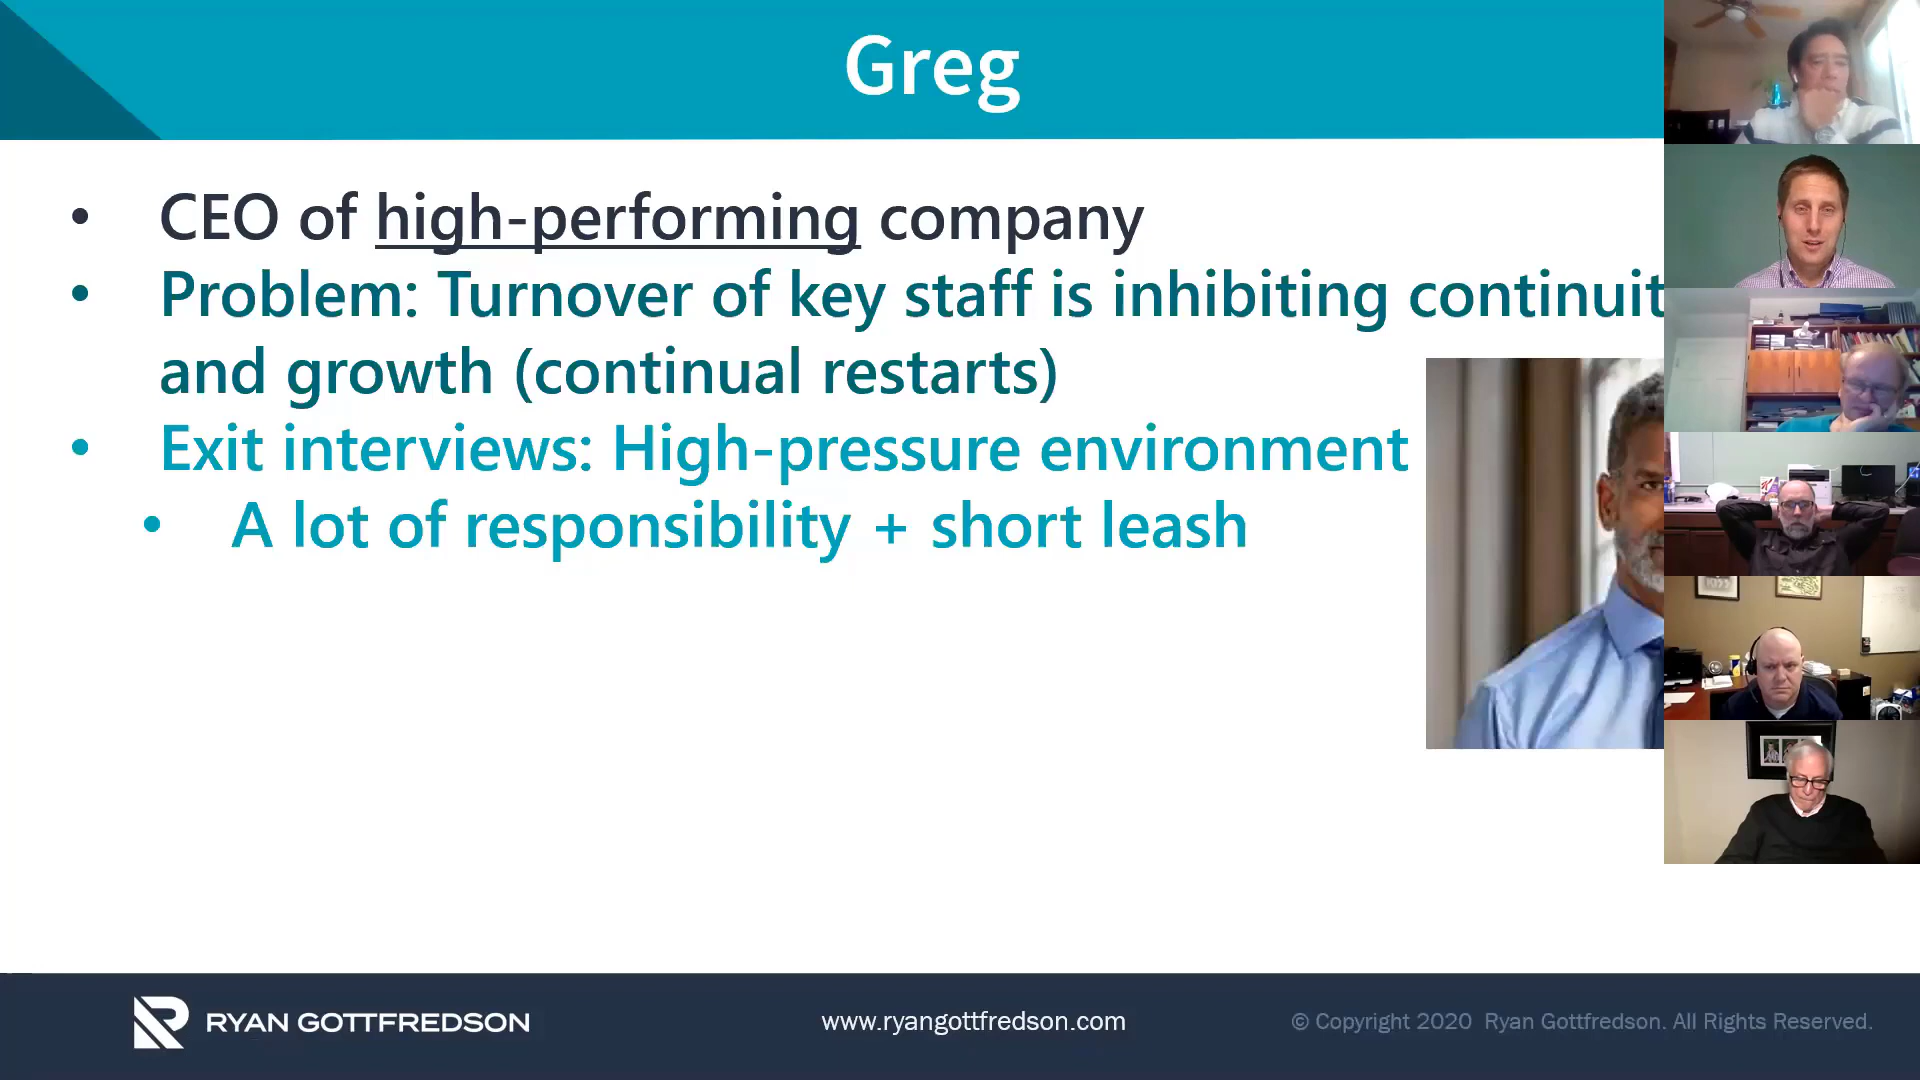 Greg
• CEO of high-performing company
• Problem: Turnover of key staff is inhibiting continuit
and growth (continual restarts)
• Exit interviews: High-pressure environment
• A lot of responsibility + short leash
RYAN GOTTFREDSON
www.ryangottfredson.com
© Copyright 2020 Ryan Gottfredson. All Rights Reserved.